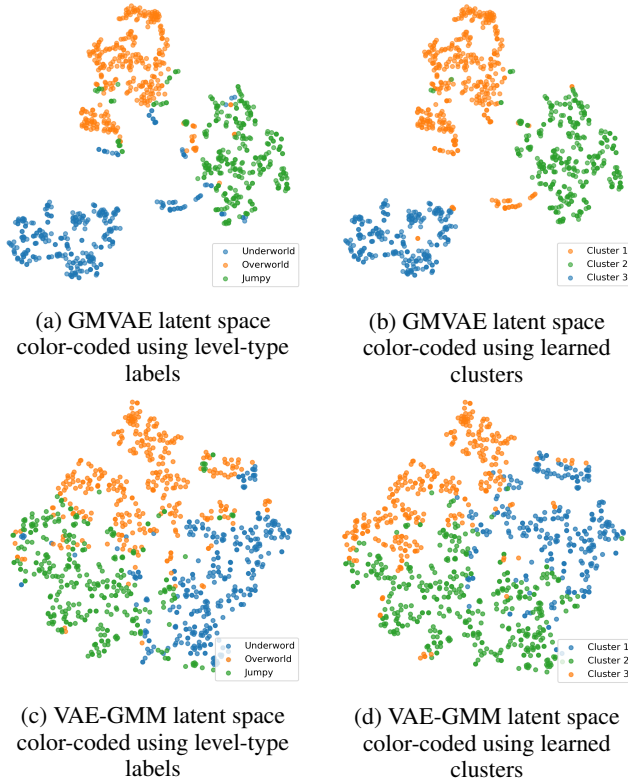 Underworld
Overworld
Jumpy
Cluster 1
Cluster 2
Cluster 3
(a) GMVAE latent space
color-coded using level-type
labels
(b) GMVAE latent space
color-coded using learned
clusters
Underword
Overworld
Jumpy
Cluster 1
Cluster 2
Cluster 3
(c) VAE-GMM latent space
color-coded using level-type
labels
(d) VAE-GMM latent space
color-coded using learned
clusters